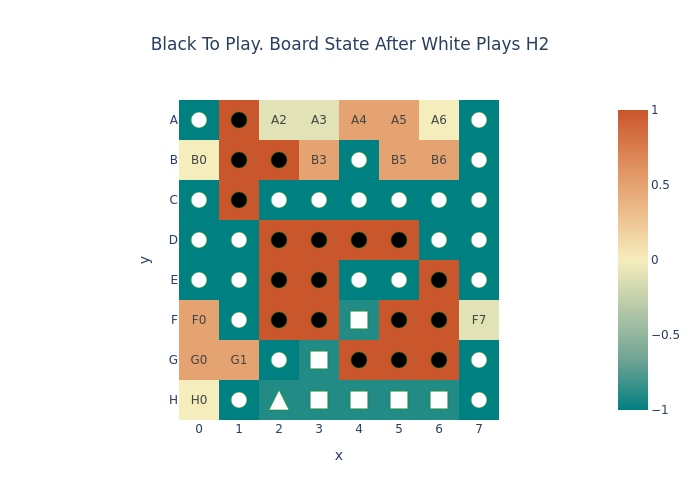 Black To Play. Board State After White Plays H2
A A2 A3 A4 A5 A6
B B0 B3 B5 B6
C
D
E
F F0 F7
G G0 G1
H H0
0 1 2 3 4 5 6 7
x
y
1
0.5
0
−0.5
−1